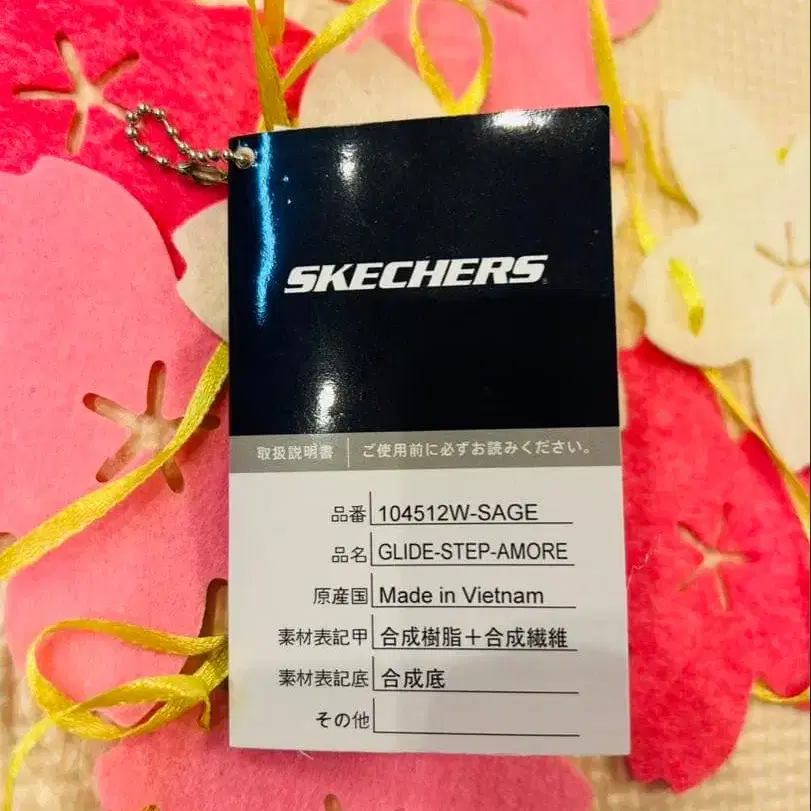 SKECHERS
取扱説明書 ご使用前に必ずお読みください。
品番 104512W-SAGE
品名 GLIDE-STEP-AMORE
原産国 Made in Vietnam
素材表記甲 合成樹脂＋合成繊維
素材表記底 合成底
その他